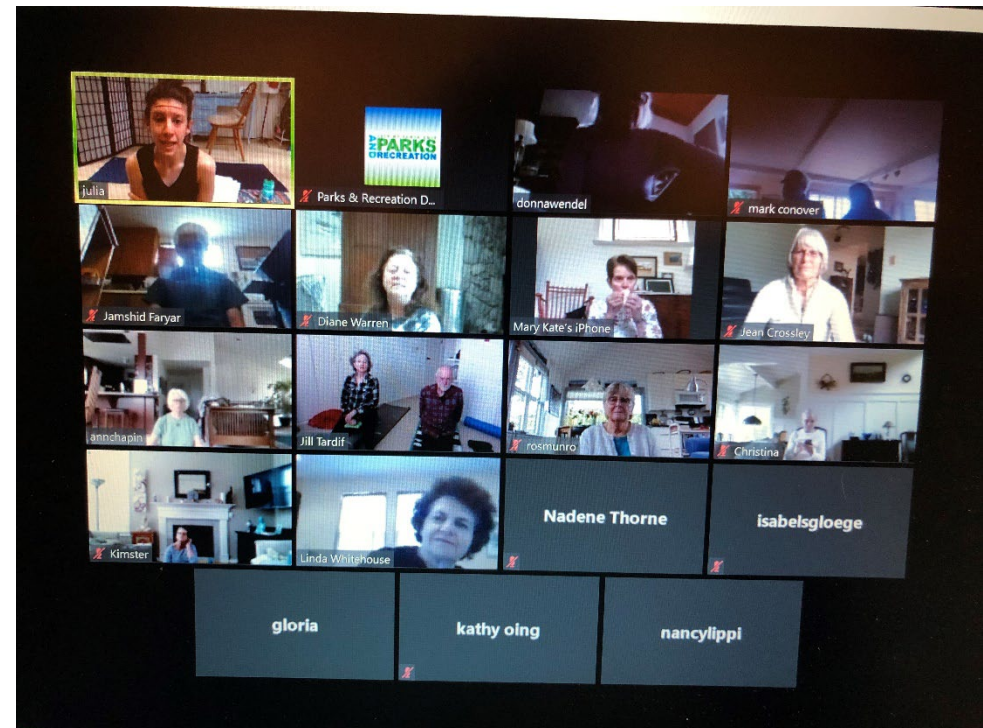 julia
AND
PARKS
RECREATION
Parks & Recreation D...
donnawendel
mark conover
Jamshid Faryar
Diane Warren
Mary Kate's iPhone
Jean Crossley
annchapin
Jill Tardif
rosmunro
Christina
Kimster
Linda Whitehouse
Nadene Thorne
isabelsgloege
gloria
kathy oing
nancylippi